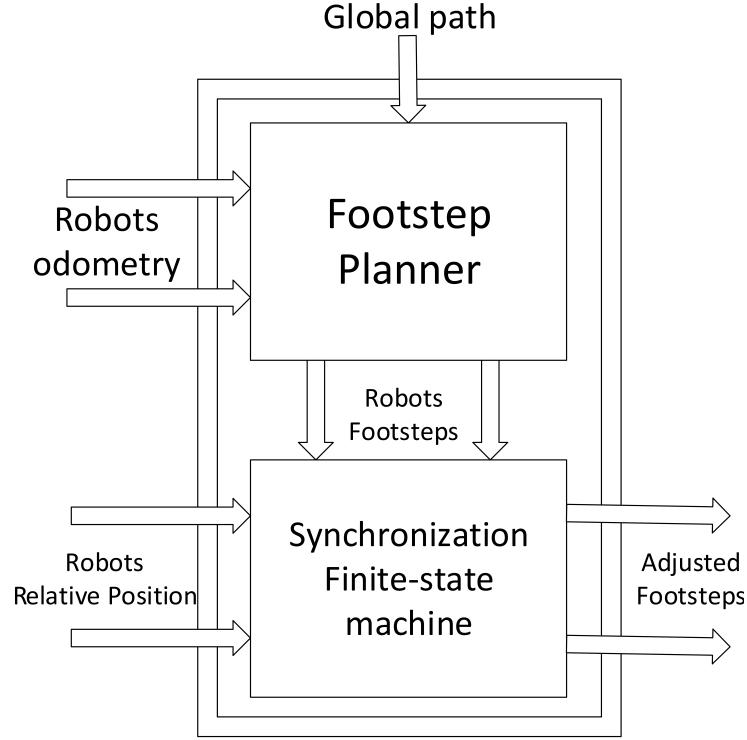 Global path
Robots
odometry
Footstep
Planner
Robots
Footsteps
Robots
Relative Position
Synchronization
Finite-state
machine
Adjusted
Footsteps